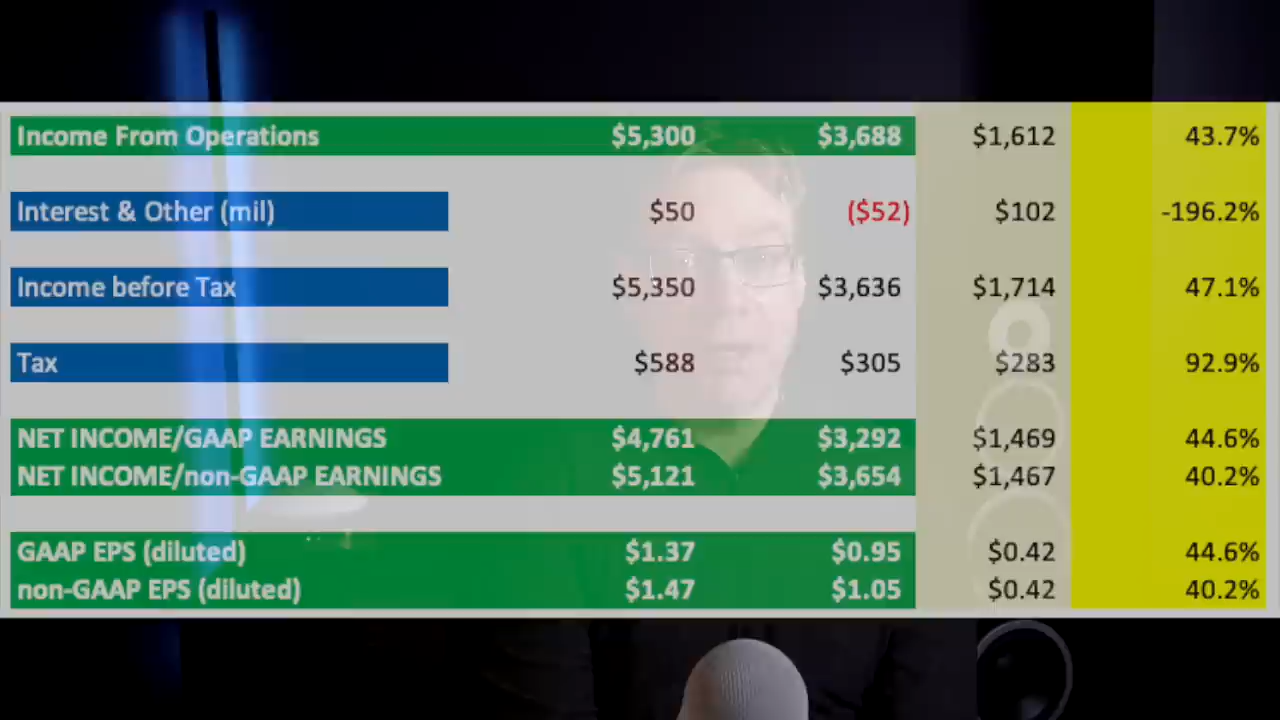 Income From Operations $5,300 $3,688 $1,612 43.7%
Interest & Other (mil) $50 ($52) $102 -196.2%
Income before Tax $5,350 $3,636 $1,714 47.1%
Tax $588 $305 $283 92.9%
NET INCOME/GAAP EARNINGS $4,761 $3,292 $1,469 44.6%
NET INCOME/non-GAAP EARNINGS $5,121 $3,654 $1,467 40.2%
GAAP EPS (diluted) $1.37 $0.95 $0.42 44.6%
non-GAAP EPS (diluted) $1.47 $1.05 $0.42 40.2%